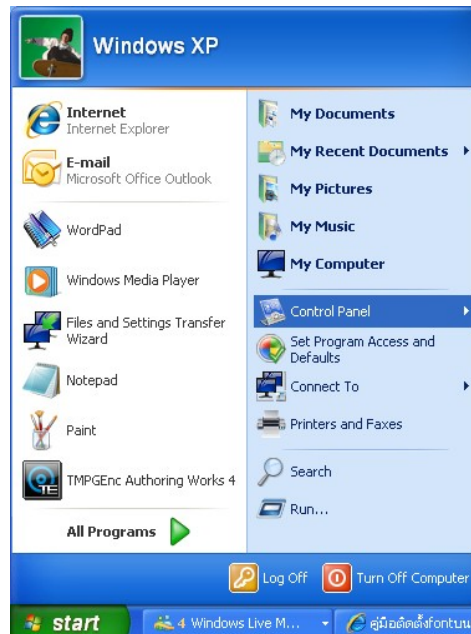 Windows XP
Internet
Internet Explorer
E-mail
Microsoft Office Outlook
WordPad
Windows Media Player
Files and Settings Transfer
Wizard
Notepad
Paint
TMPGEnc Authoring Works 4
All Programs
My Documents
My Recent Documents
My Pictures
My Music
My Computer
Control Panel
Set Program Access and
Defaults
Connect To
Printers and Faxes
Search
Run...
Log Off
Turn Off Computer
start
4 Windows Live M...
คู่มือติดตั้งfontบน